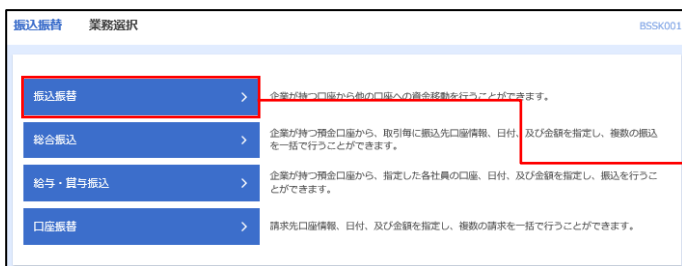 振込振替 業務選択 BSSK001
振込振替
企業が持つ口座から他の口座への資金移動を行うことができます。
総合振込
企業が持つ預金口座から、取引毎に振込先口座情報、日付、及び金額を指定し、複数の振込
を一括で行うことができます。
給与・賞与振込
企業が持つ預金口座から、指定した各社員の口座、日付、及び金額を指定し、振込を行うこ
とができます。
口座振替
請求先口座情報、日付、及び金額を指定し、複数の請求を一括で行うことができます。